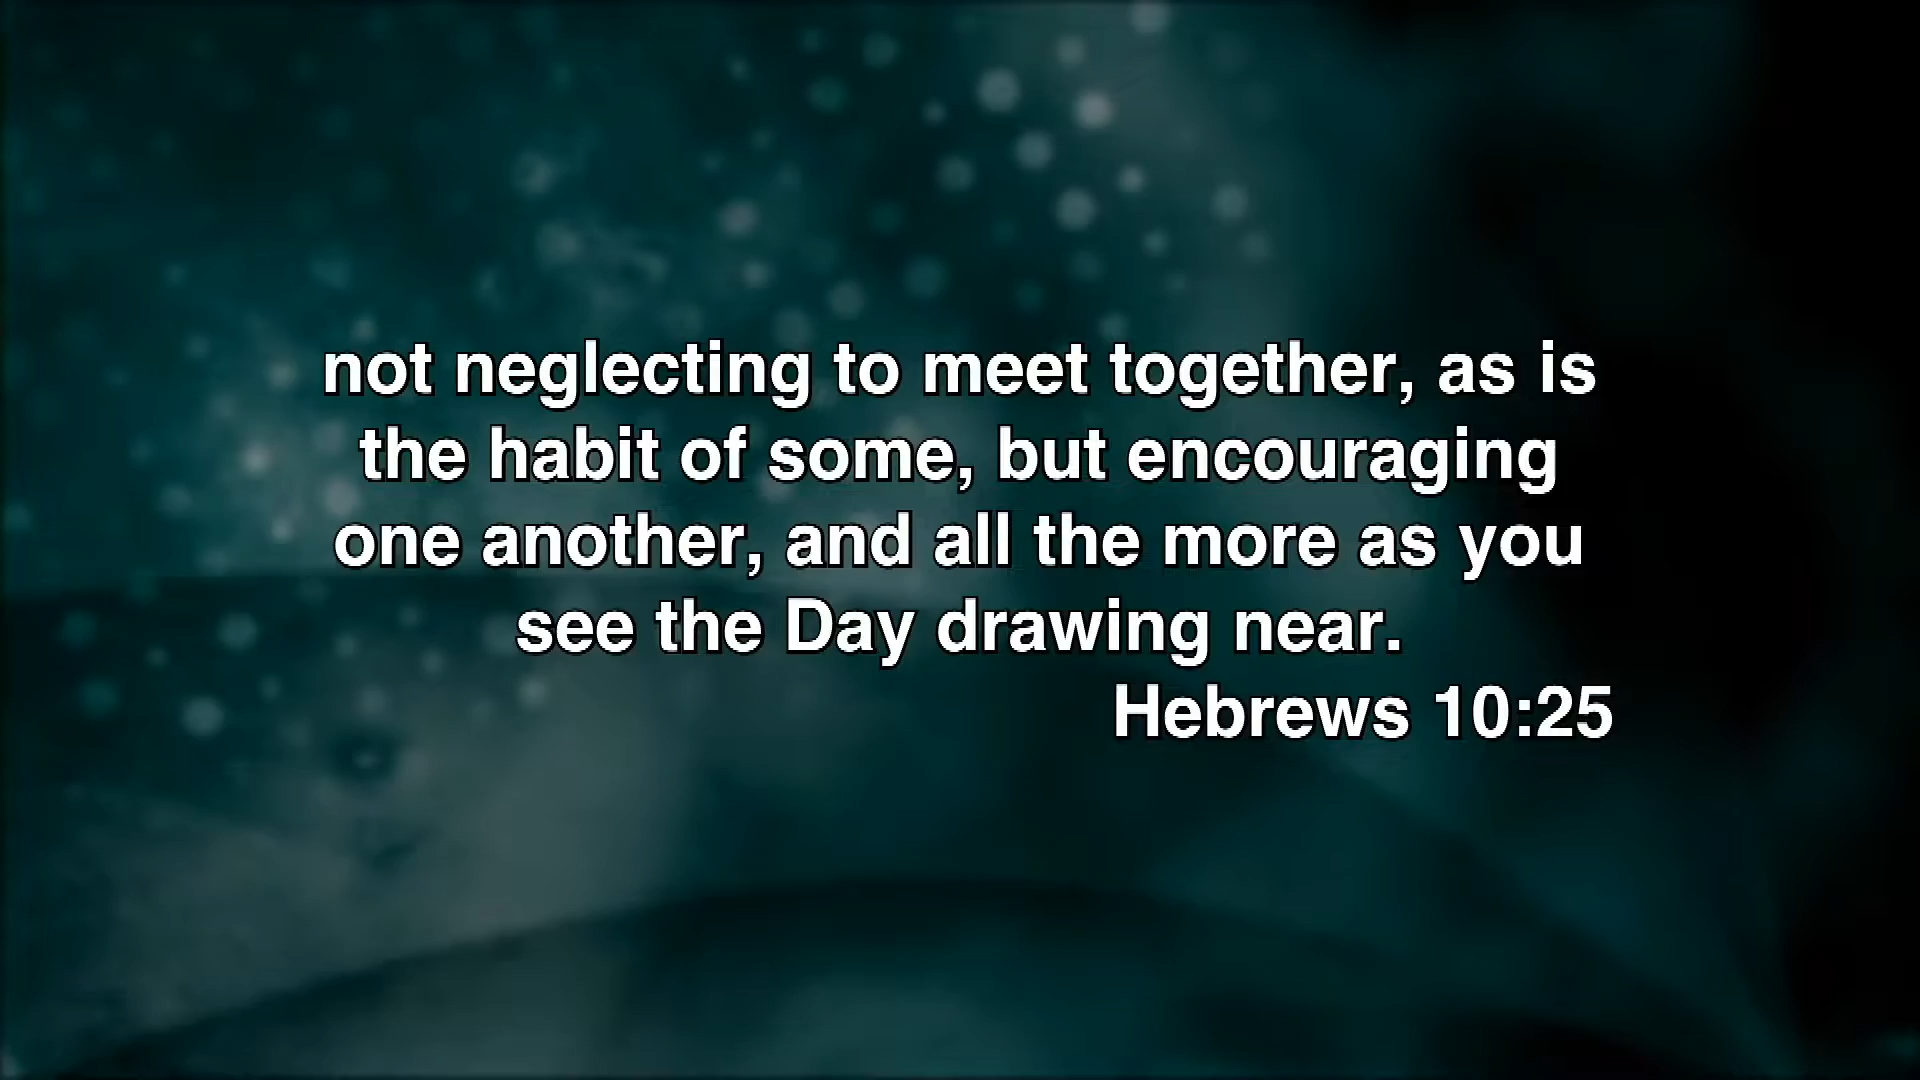 not neglecting to meet together, as is
the habit of some, but encouraging
one another, and all the more as you
see the Day drawing near.
Hebrews 10:25